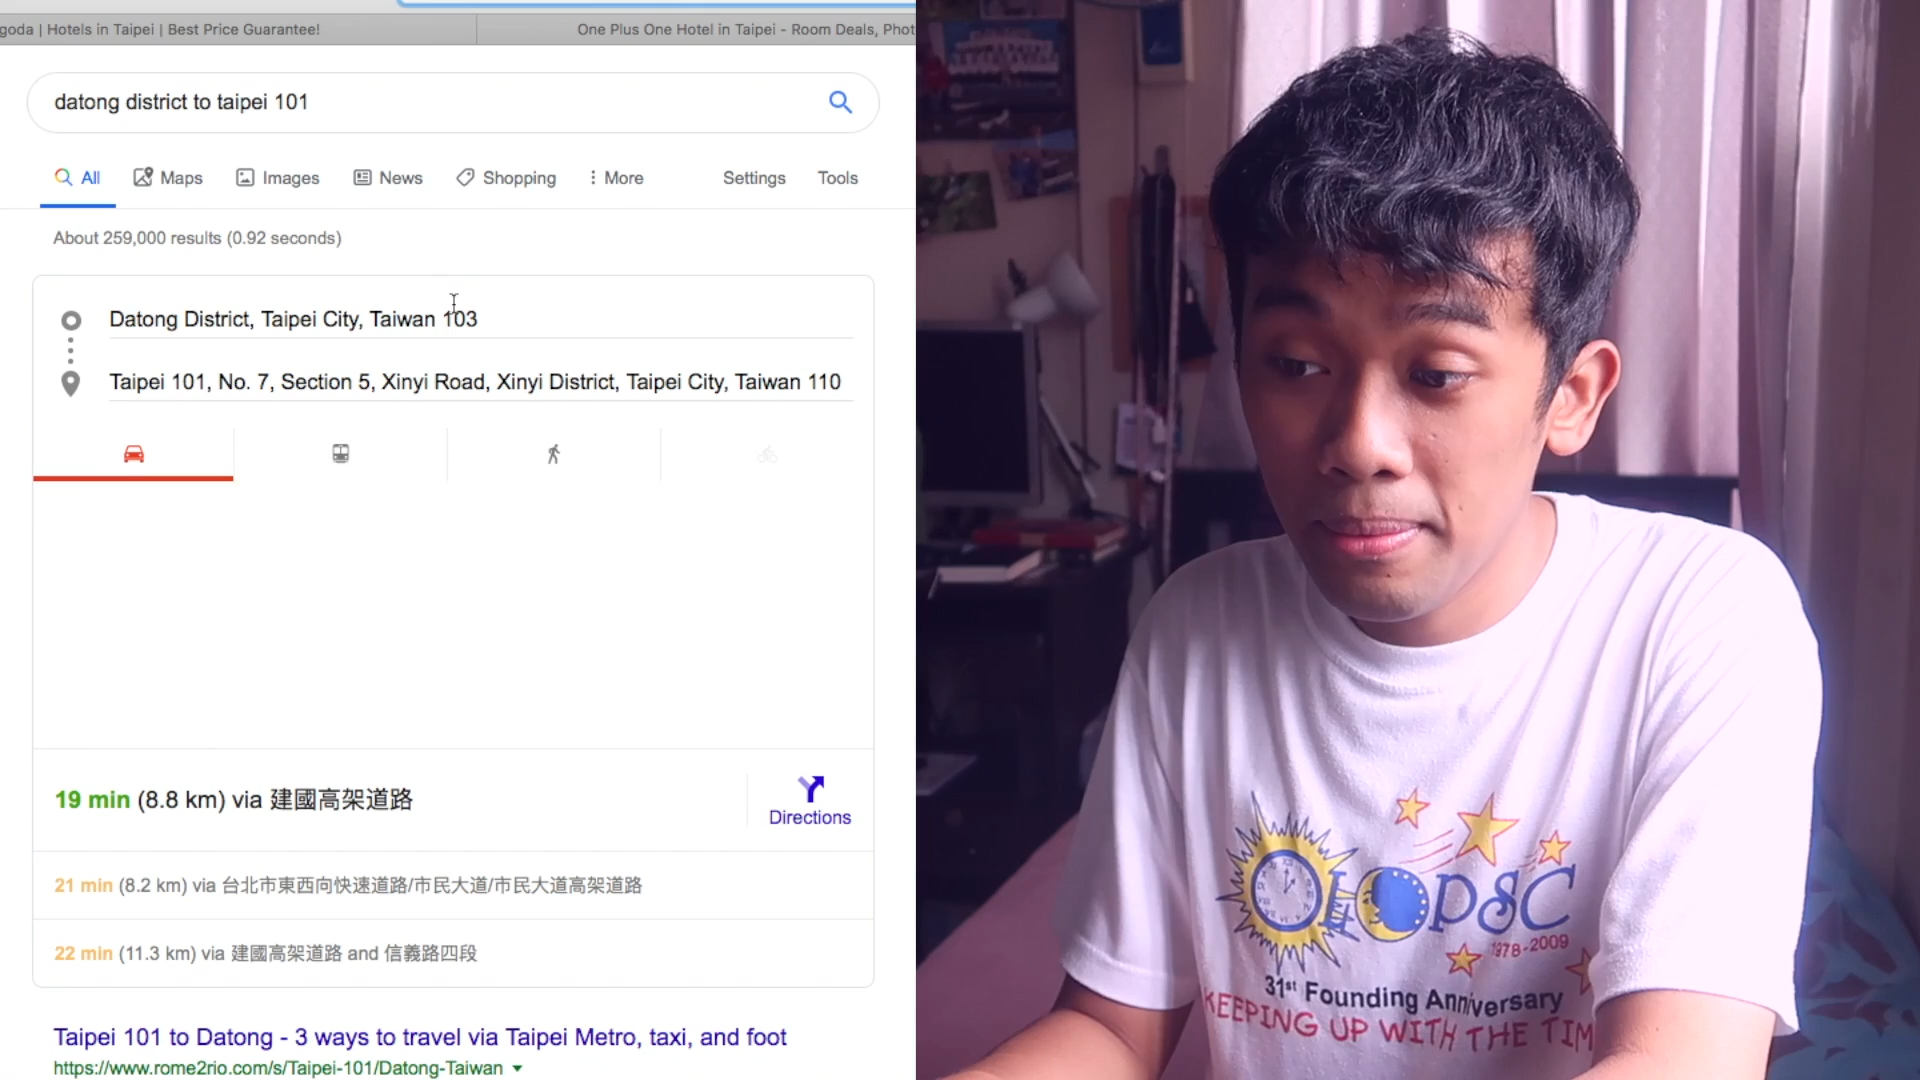 goda | Hotels in Taipei | Best Price Guarantee!
One Plus One Hotel in Taipei - Room Deals, Phot
datong district to taipei 101
All
Maps
Images
News
Shopping
More
Settings
Tools
About 259,000 results (0.92 seconds)
Datong District, Taipei City, Taiwan 103
Taipei 101, No. 7, Section 5, Xinyi Road, Xinyi District, Taipei City, Taiwan 110
19 min (8.8 km) via 建國高架道路
Directions
21 min (8.2 km) via 台北市東西向快速道路/市民大道/市民大道高架道路
22 min (11.3 km) via 建國高架道路 and 信義路四段
Taipei 101 to Datong - 3 ways to travel via Taipei Metro, taxi, and foot
https://www.rome2rio.com/s/Taipei-101/Datong-Taiwan
OHOPSC
1978-2009
31st Founding Anniversary
KEEPING UP WITH THE TIM